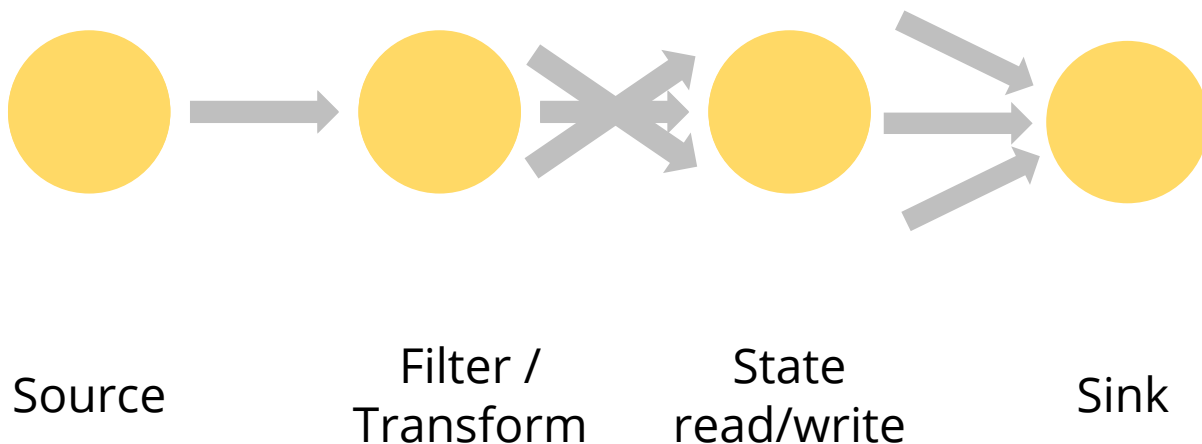 Source
Filter /
Transform
State
read/write
Sink